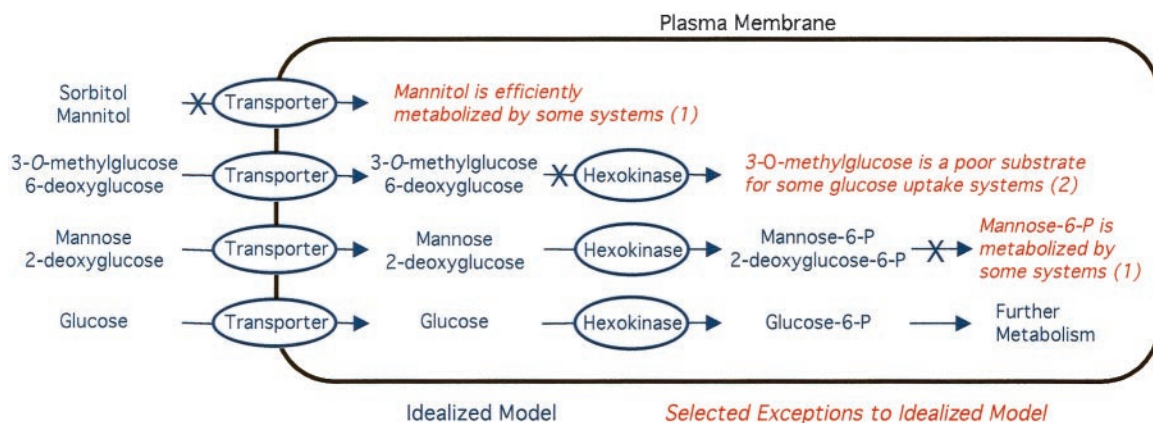 Plasma Membrane
Sorbitol
Mannitol
X
Transporter
Mannitol is efficiently
metabolized by some systems (1)
3-O-methylglucose
6-deoxyglucose
Transporter
3-O-methylglucose
6-deoxyglucose
X
Hexokinase
3-O-methylglucose is a poor substrate
for some glucose uptake systems (2)
Mannose
2-deoxyglucose
Transporter
Mannose
2-deoxyglucose
Hexokinase
Mannose-6-P
2-deoxyglucose-6-P
X
Mannose-6-P is
metabolized by
some systems (1)
Glucose
Transporter
Glucose
Hexokinase
Glucose-6-P
Further
Metabolism
Idealized Model
Selected Exceptions to Idealized Model